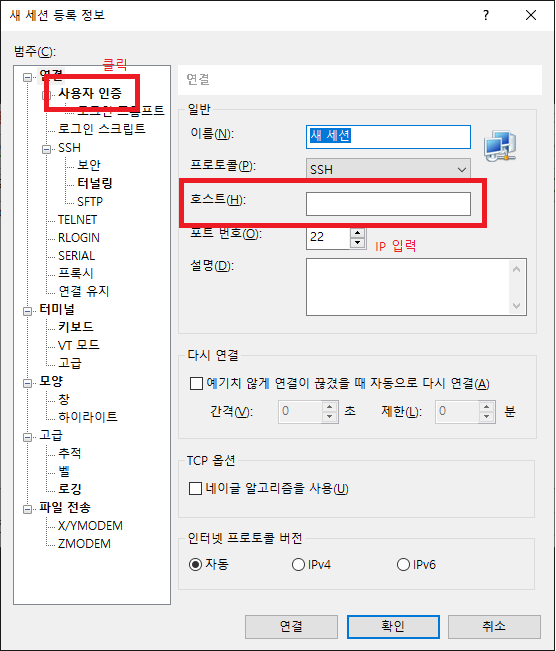 새 세션 등록 정보
범주(C):
클릭
연결
사용자 인증
로그인 프롬프트
로그인 스크립트
SSH
보안
터널링
SFTP
TELNET
RLOGIN
SERIAL
프록시
연결 유지
터미널
키보드
VT 모드
고급
모양
창
하이라이트
고급
추적
벨
로깅
파일 전송
X/YMODEM
ZMODEM
연결
일반
이름(N): 새 세션
프로토콜(P): SSH
호스트(H):
포트 번호(O): 22
IP 입력
설명(D):
다시 연결
예기치 않게 연결이 끊겼을 때 자동으로 다시 연결(A)
간격(V): 0 초 제한(L): 0 분
TCP 옵션
네이글 알고리즘을 사용(U)
인터넷 프로토콜 버전
자동 IPv4 IPv6
연결 확인 취소